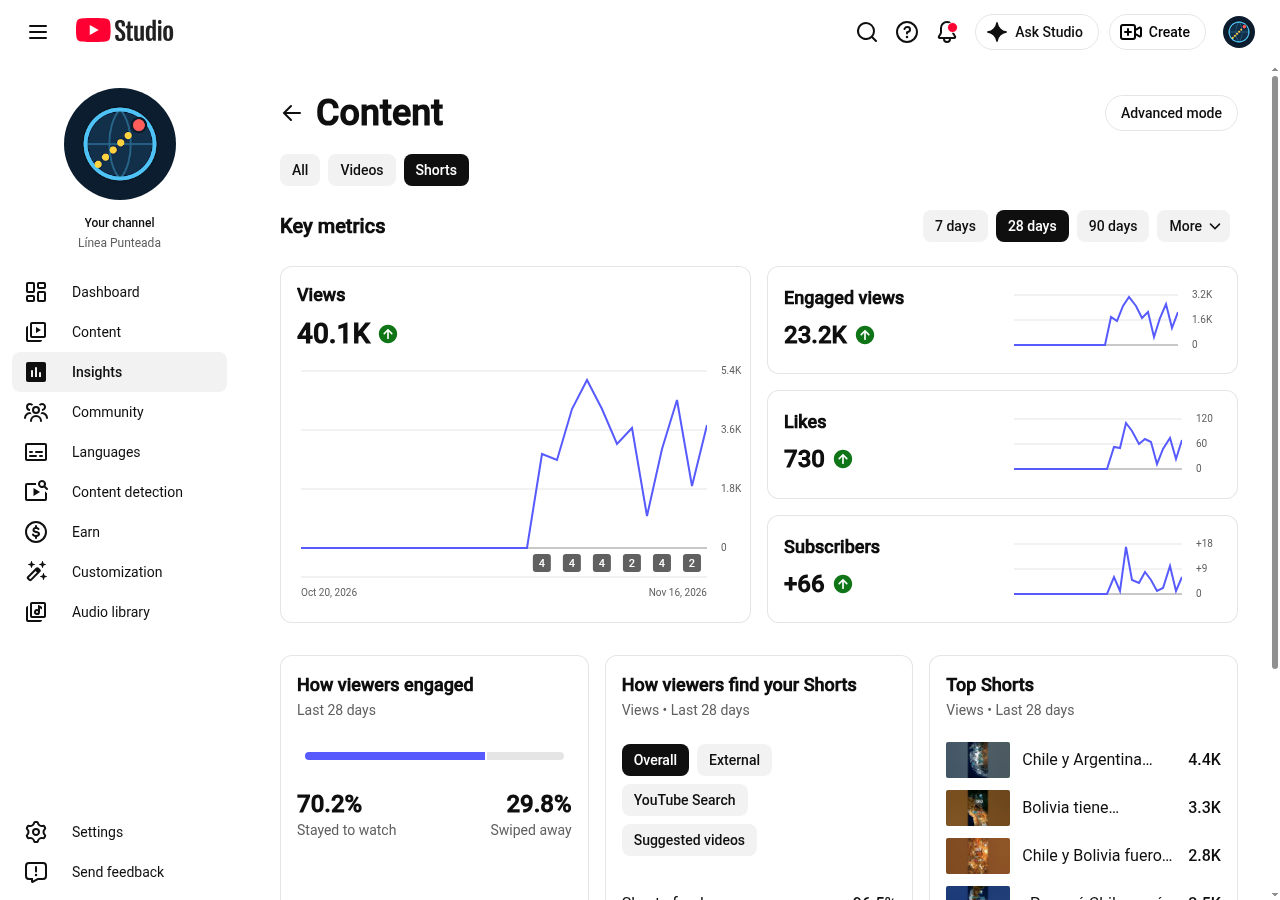 Studio
Ask Studio
Create
Your channel
Línea Punteada
Dashboard
Content
Insights
Community
Languages
Content detection
Earn
Customization
Audio library
Settings
Send feedback
Content
Advanced mode
All
Videos
Shorts
Key metrics
7 days
28 days
90 days
More
Views
40.1K
5.4K
3.6K
1.8K
0
4
4
4
2
4
2
Oct 20, 2026
Nov 16, 2026
Engaged views
23.2K
3.2K
1.6K
0
Likes
730
120
60
0
Subscribers
+66
+18
+9
0
How viewers engaged
Last 28 days
70.2%
Stayed to watch
29.8%
Swiped away
How viewers find your Shorts
Views • Last 28 days
Overall
External
YouTube Search
Suggested videos
Top Shorts
Views • Last 28 days
Chile y Argentina…
4.4K
Bolivia tiene…
3.3K
Chile y Bolivia fuero…
2.8K